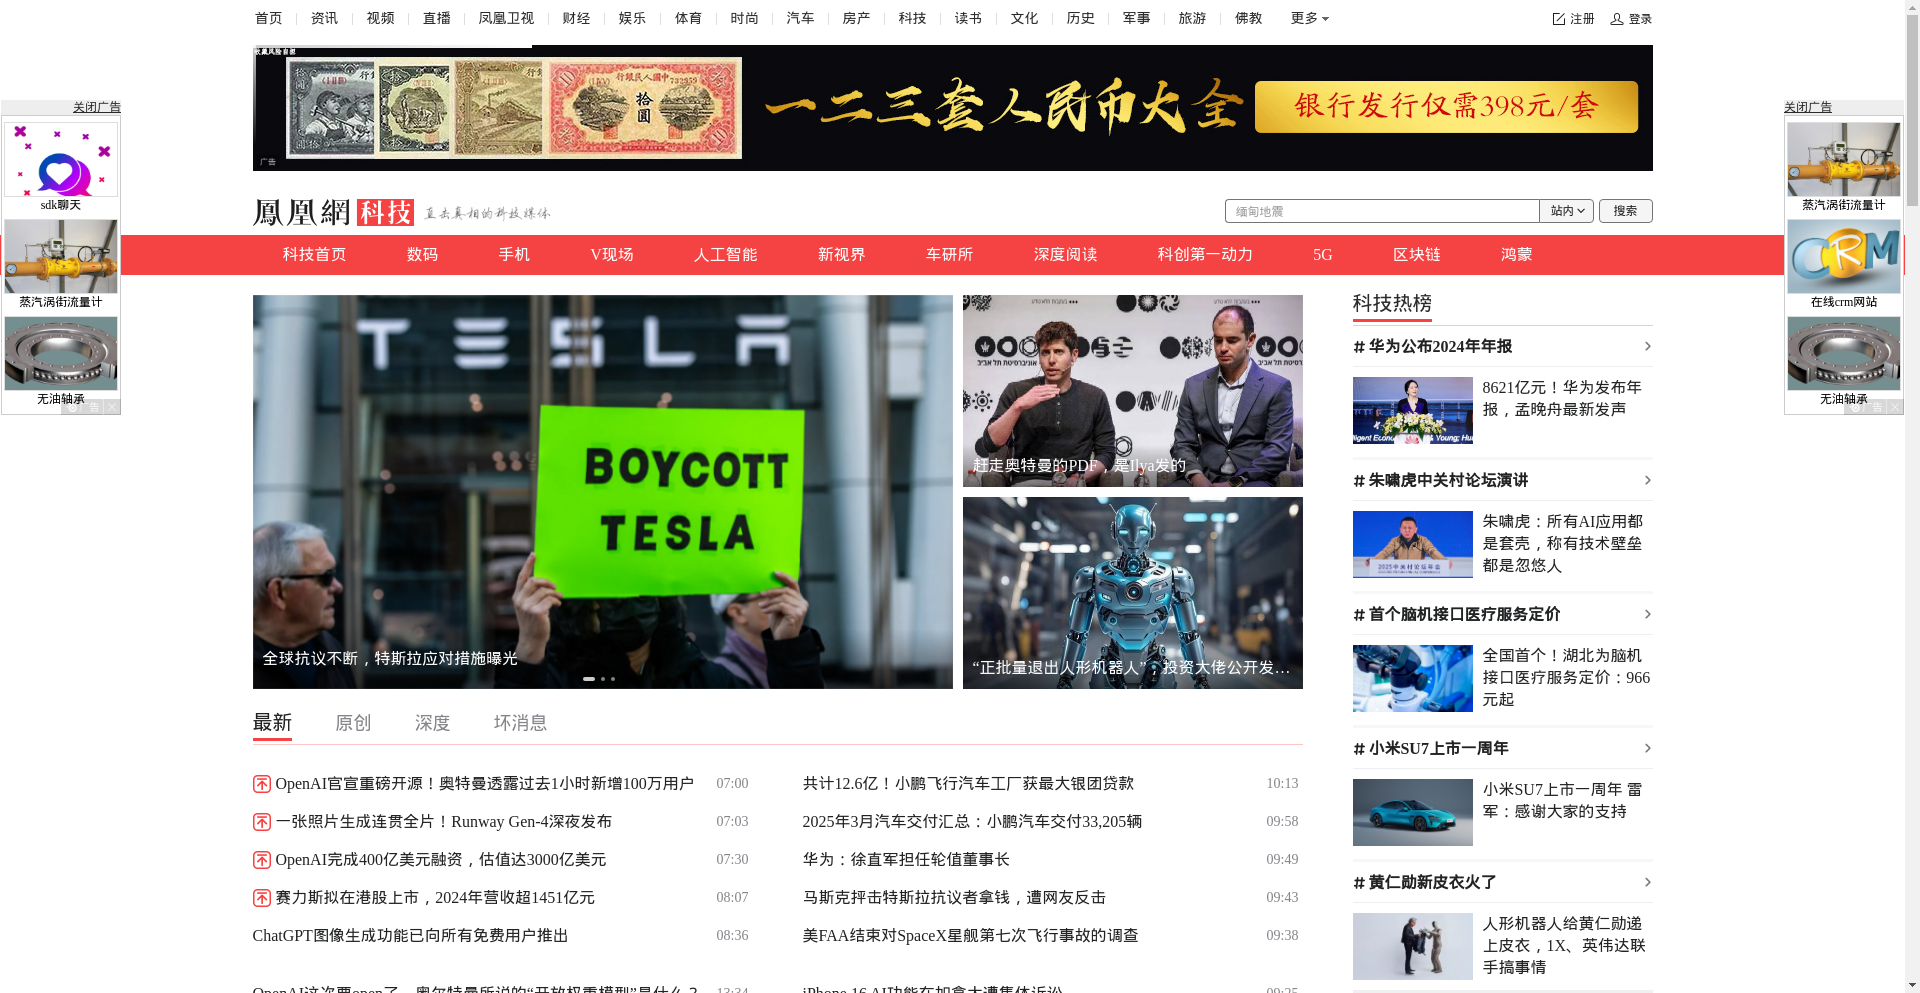 首页 资讯 视频 直播 凤凰卫视 财经 娱乐 体育 时尚 汽车 房产 科技 读书 文化 历史 军事 旅游 佛教 更多 注册 登录
收藏风险自担
一二三套人民币大全 银行发行仅需398元/套
中国人民银行
拾圆
广告
关闭广告
sdk聊天
蒸汽涡街流量计
无油轴承
广告
关闭广告
蒸汽涡街流量计
在线crm网站
无油轴承
广告
鳳凰網 科技 直击真相的科技媒体
缅甸地震 站内 搜索
科技首页 数码 手机 V现场 人工智能 新视界 车研所 深度阅读 科创第一动力 5G 区块链 鸿蒙
TESLA
BOYCOTT
TESLA
全球抗议不断，特斯拉应对措施曝光
赶走奥特曼的PDF，是Ilya发的
“正批量退出人形机器人”，投资大佬公开发…
最新 原创 深度 坏消息
OpenAI官宣重磅开源！奥特曼透露过去1小时新增100万用户 07:00
一张照片生成连贯全片！Runway Gen-4深夜发布 07:03
OpenAI完成400亿美元融资，估值达3000亿美元 07:30
赛力斯拟在港股上市，2024年营收超1451亿元 08:07
ChatGPT图像生成功能已向所有免费用户推出 08:36
OpenAI这次要open了，奥尔特曼所说的“开放权重模型”是什么？ 13:34
共计12.6亿！小鹏飞行汽车工厂获最大银团贷款 10:13
2025年3月汽车交付汇总：小鹏汽车交付33,205辆 09:58
华为：徐直军担任轮值董事长 09:49
马斯克抨击特斯拉抗议者拿钱，遭网友反击 09:43
美FAA结束对SpaceX星舰第七次飞行事故的调查 09:38
iPhone 16 AI功能在加拿大遭集体诉讼 09:25
科技热榜
# 华为公布2024年年报
8621亿元！华为发布年
报，孟晚舟最新发声
# 朱啸虎中关村论坛演讲
朱啸虎：所有AI应用都
是套壳，称有技术壁垒
都是忽悠人
2025中关村论坛年会
# 首个脑机接口医疗服务定价
全国首个！湖北为脑机
接口医疗服务定价：966
元起
# 小米SU7上市一周年
小米SU7上市一周年 雷
军：感谢大家的支持
# 黄仁勋新皮衣火了
人形机器人给黄仁勋递
上皮衣，1X、英伟达联
手搞事情